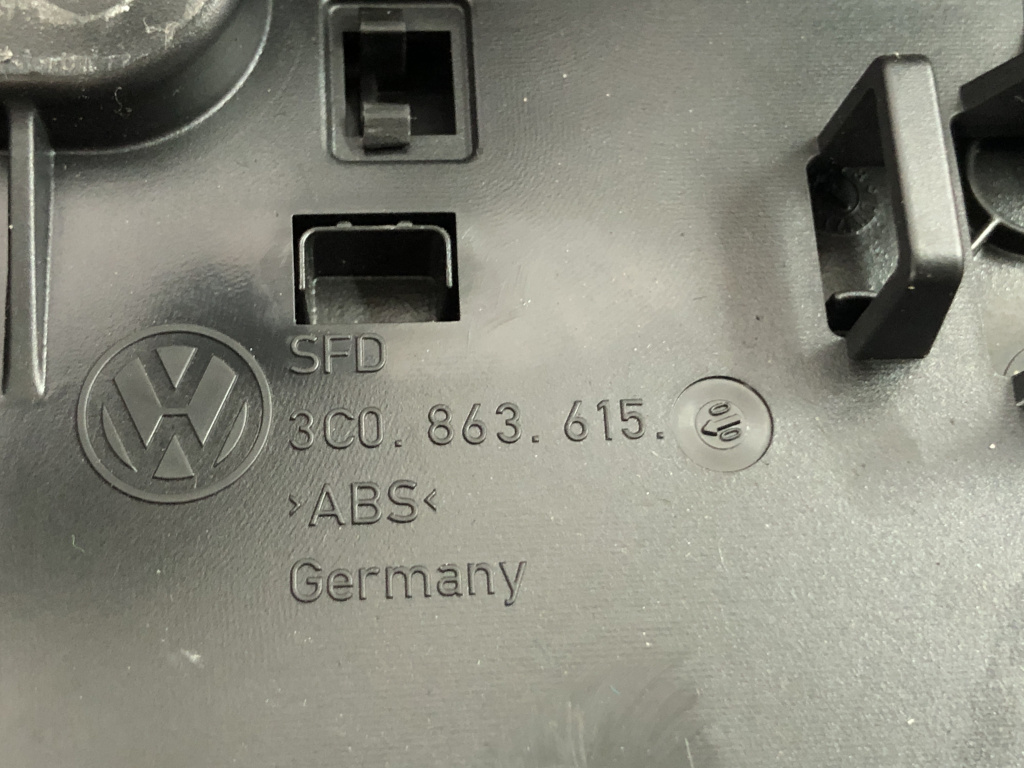 SFD
3C0. 863. 615.
>ABS<
Germany